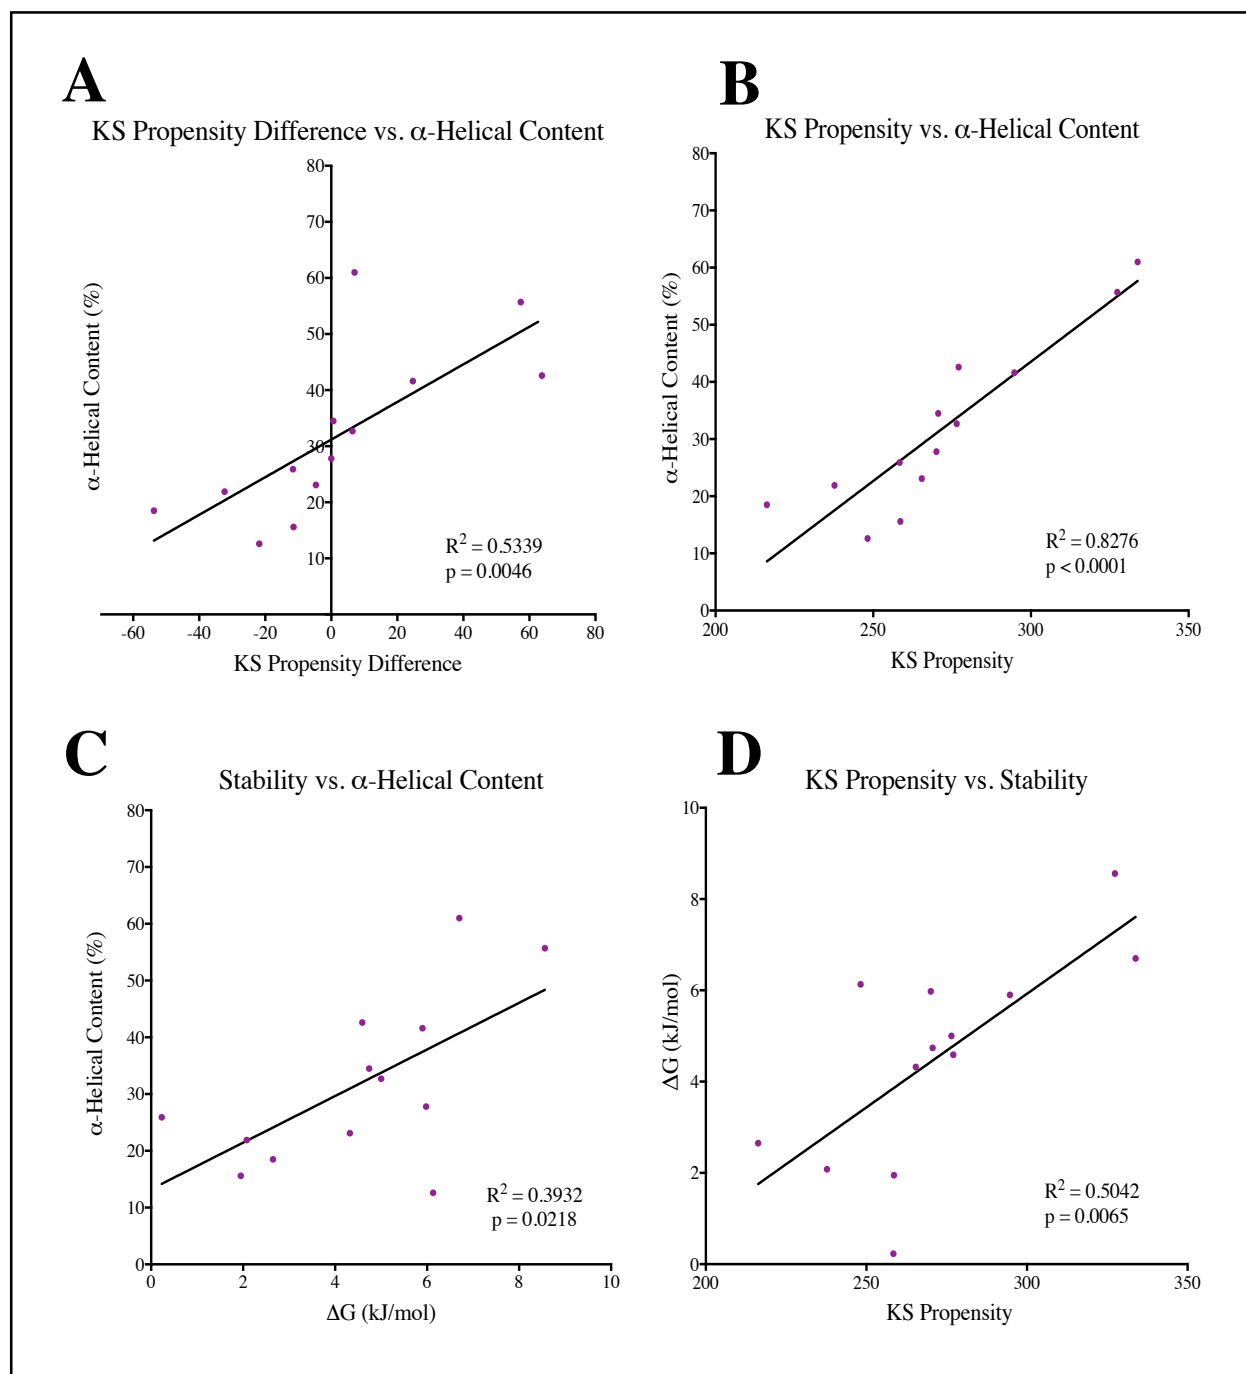 A
KS Propensity Difference vs. α-Helical Content
80
70
60
50
40
30
20
10
α-Helical Content (%)
R² = 0.5339
p = 0.0046
-60 -40 -20 0 20 40 60 80
KS Propensity Difference
B
KS Propensity vs. α-Helical Content
80
70
60
50
40
30
20
10
0
α-Helical Content (%)
R² = 0.8276
p < 0.0001
200 250 300 350
KS Propensity
C
Stability vs. α-Helical Content
80
70
60
50
40
30
20
10
0
α-Helical Content (%)
R² = 0.3932
p = 0.0218
0 2 4 6 8 10
ΔG (kJ/mol)
D
KS Propensity vs. Stability
10
8
6
4
2
0
ΔG (kJ/mol)
R² = 0.5042
p = 0.0065
200 250 300 350
KS Propensity